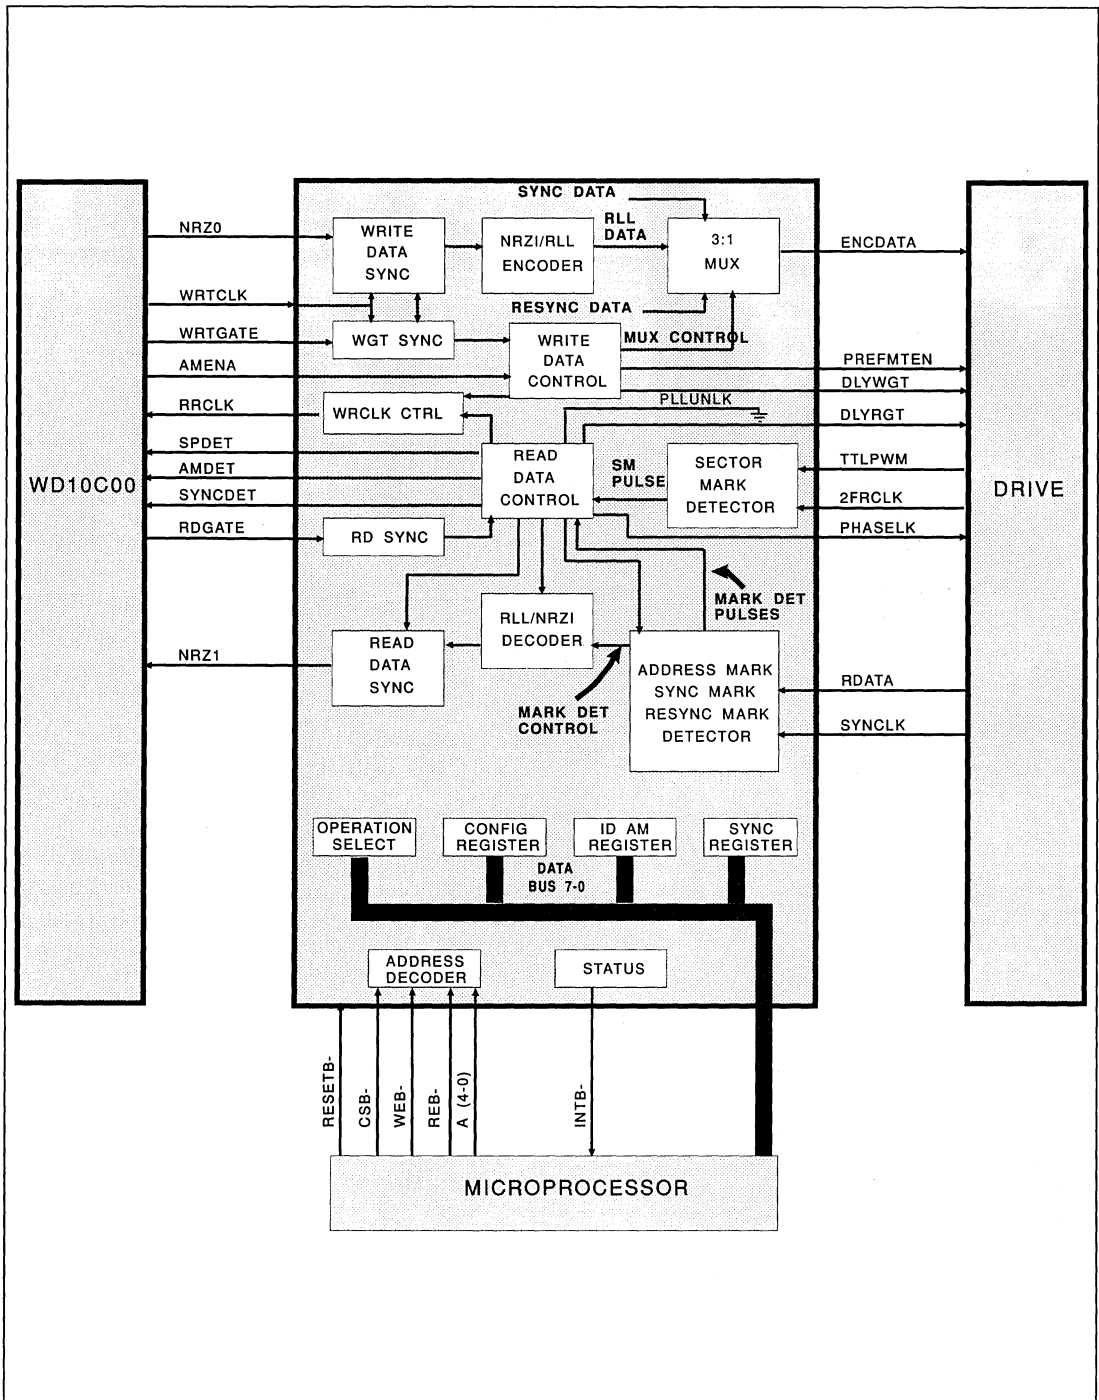 SYNC DATA
NRZ0
WRITE
DATA
SYNC
NRZI/RLL
ENCODER
RLL
DATA
3:1
MUX
ENCDATA
WRTCLK
RESYNC DATA
WRTGATE
WGT SYNC
WRITE
DATA
CONTROL
MUX CONTROL
AMENA
PREFMTEN
DLYWGT
RRCLK
WRCLK CTRL
PLLUNLK
DLYRGT
SPDET
AMDET
SYNCDET
RDGATE
WD10C00
READ
DATA
CONTROL
SM
PULSE
SECTOR
MARK
DETECTOR
TTLPWM
2FRCLK
PHASELK
DRIVE
RD SYNC
MARK DET
PULSES
NRZ1
READ
DATA
SYNC
RLL/NRZI
DECODER
MARK DET
CONTROL
ADDRESS MARK
SYNC MARK
RESYNC MARK
DETECTOR
RDATA
SYNCLK
OPERATION
SELECT
CONFIG
REGISTER
ID AM
REGISTER
SYNC
REGISTER
DATA
BUS 7-0
ADDRESS
DECODER
STATUS
RESETB-
CSB-
WEB-
REB-
A (4-0)
INTB-
MICROPROCESSOR